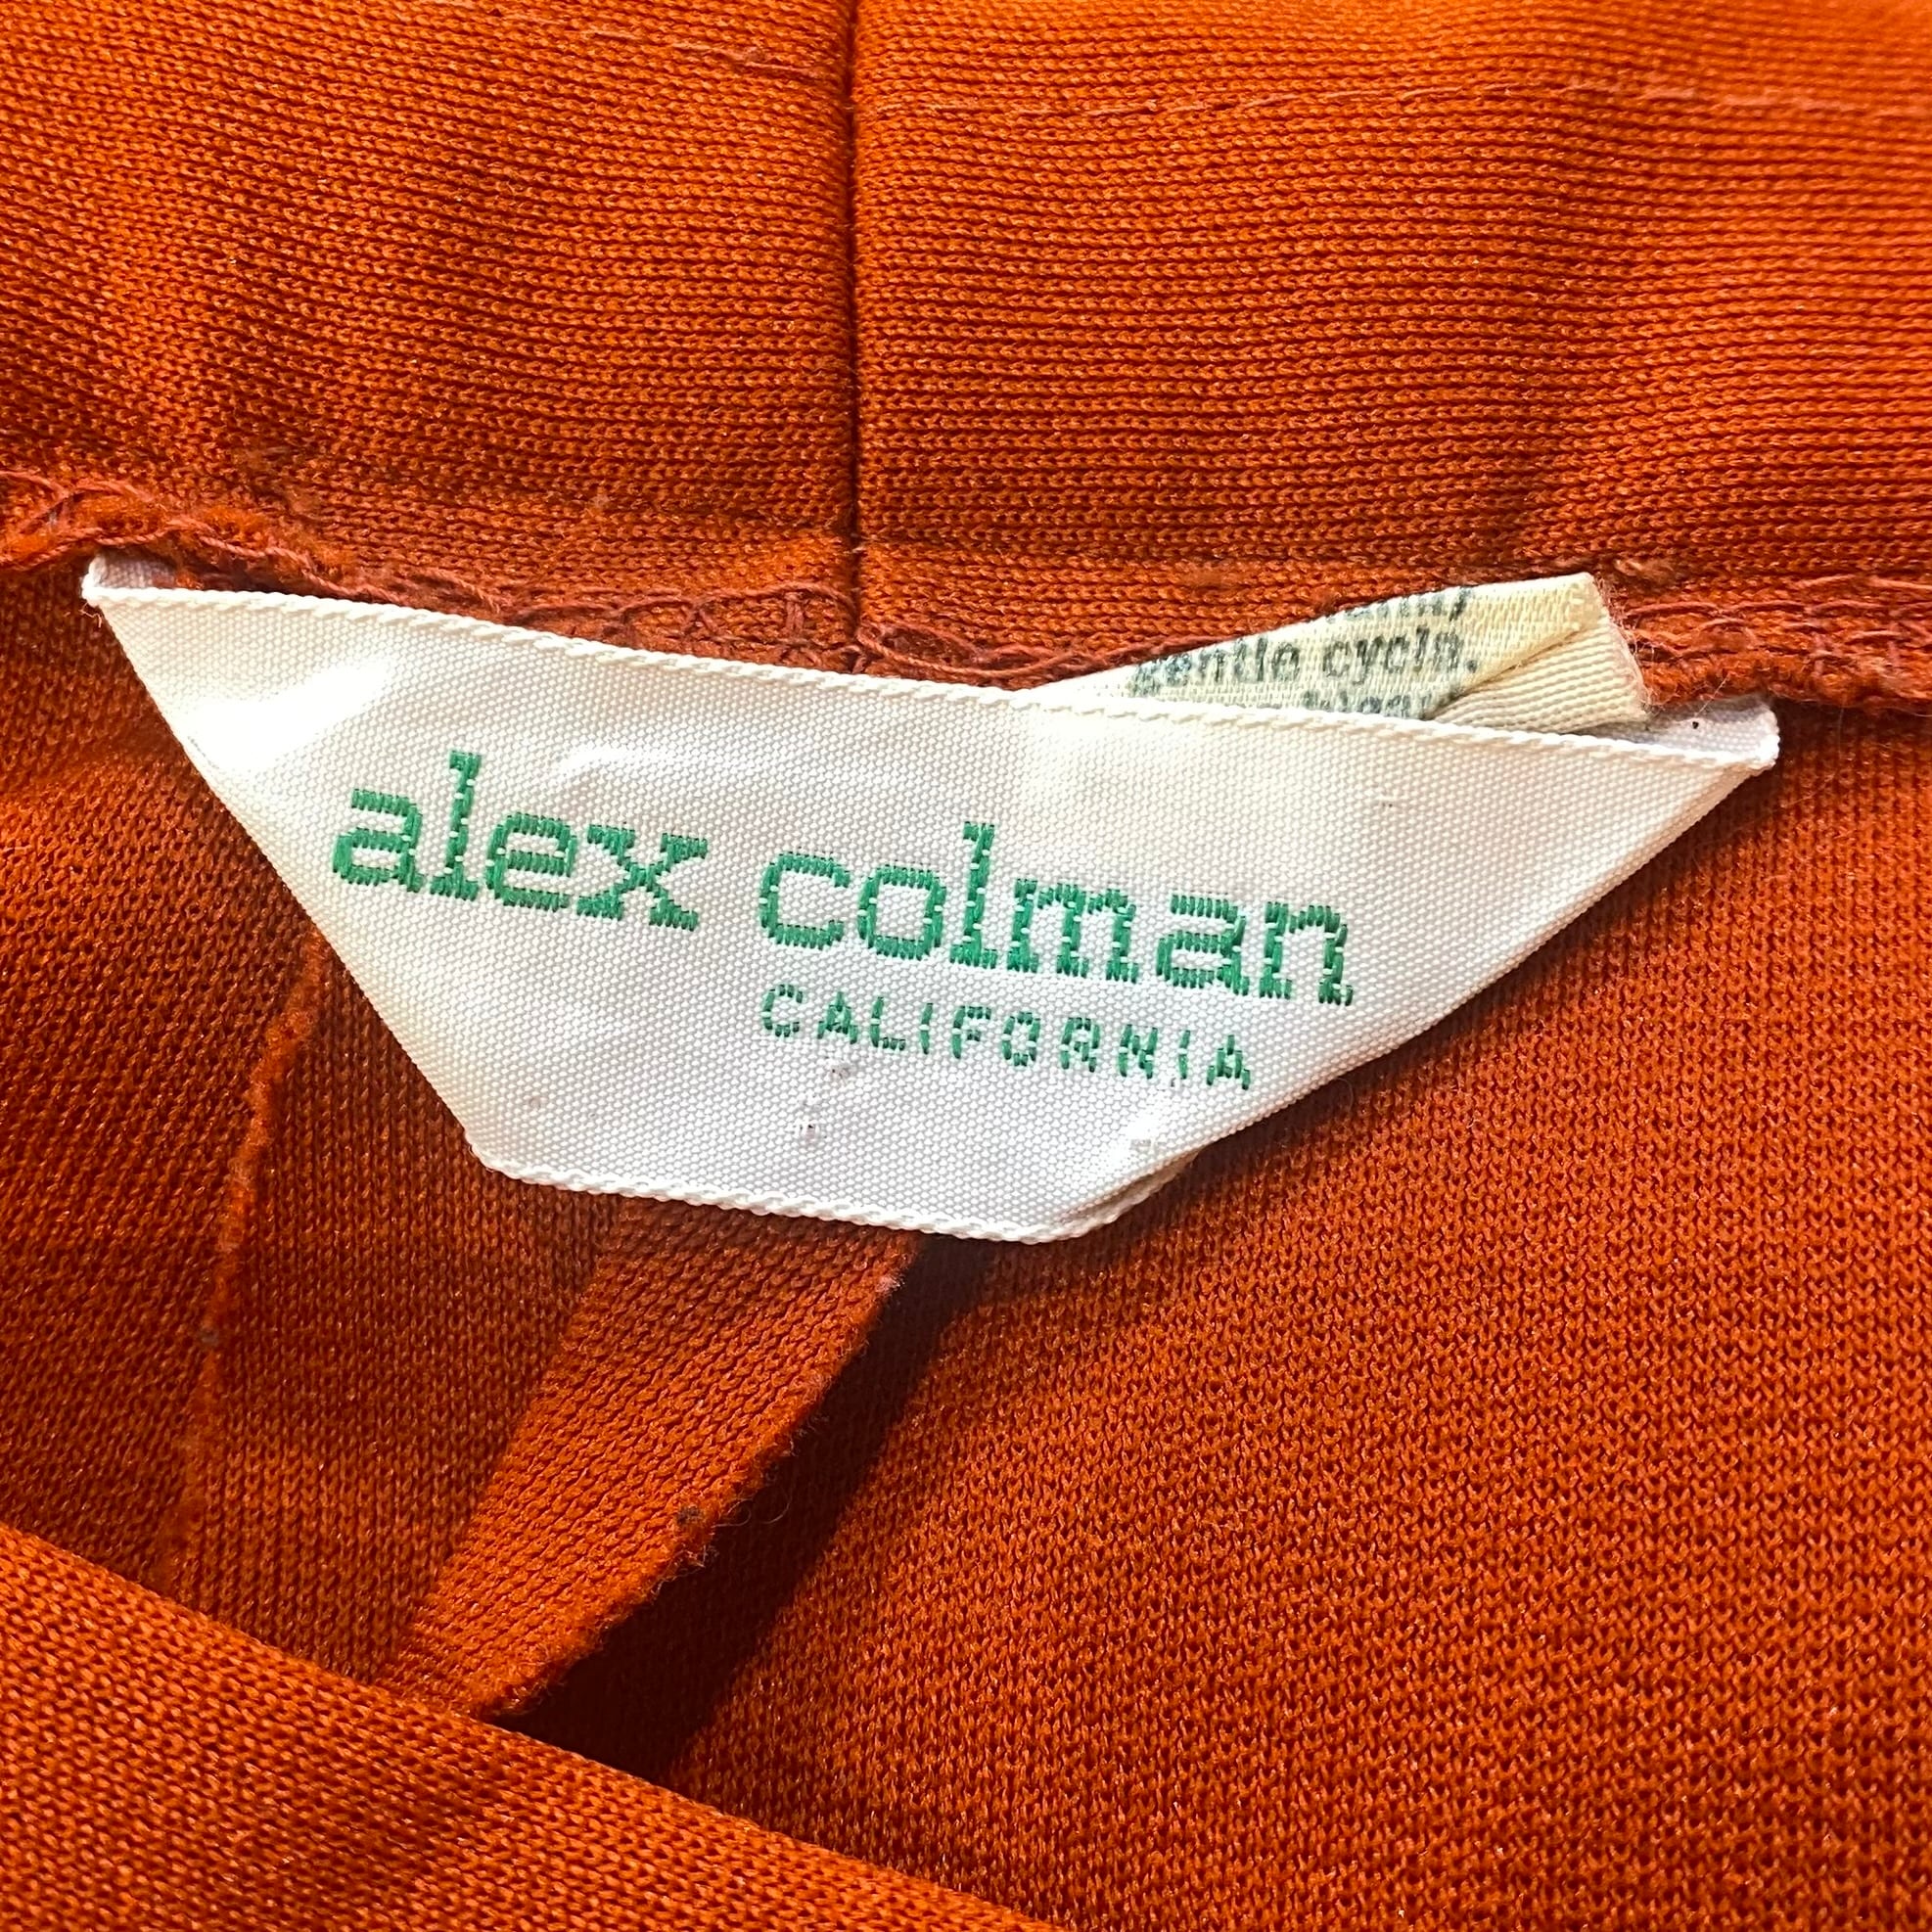 gentle cycle.
alex colman
CALIFORNIA